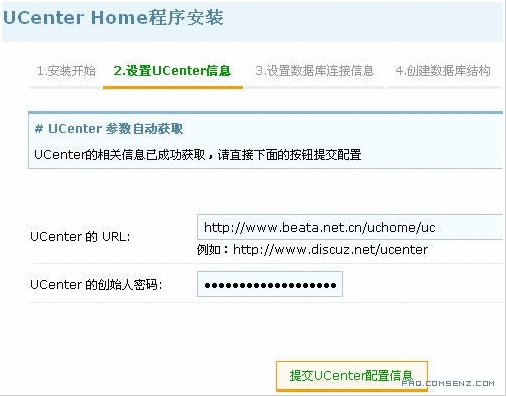 UCenter Home程序安装
1.安装开始 2.设置UCenter信息 3.设置数据库连接信息 4.创建数据库结构
# UCenter 参数自动获取
UCenter的相关信息已成功获取，请直接下面的按钮提交配置
UCenter 的 URL: http://www.beata.net.cn/uchome/uc
例如：http://www.discuz.net/ucenter
UCenter 的创始人密码: ●●●●●●●●●●●●●●●●●●●
提交UCenter配置信息
FAQ.COMSENZ.COM